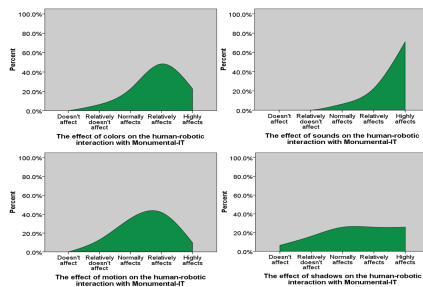 100.0%
80.0%
60.0%
40.0%
20.0%
0.0%
Percent
Doesn't affect
Relatively doesn't affect
Normally affects
Relatively affects
Highly affects
The effect of colors on the human-robotic
interaction with Monumental-IT
100.0%
80.0%
60.0%
40.0%
20.0%
0.0%
Percent
Doesn't affect
Relatively doesn't affect
Normally affects
Relatively affects
Highly affects
The effect of sounds on the human-robotic
interaction with Monumental-IT
100.0%
80.0%
60.0%
40.0%
20.0%
0.0%
Percent
Doesn't affect
Relatively doesn't affect
Normally affects
Relatively affects
Highly affects
The effect of motion on the human-robotic
interaction with Monumental-IT
100.0%
80.0%
60.0%
40.0%
20.0%
0.0%
Percent
Doesn't affect
Relatively doesn't affect
Normally affects
Relatively affects
Highly affects
The effect of shadows on the human-robotic
interaction with Monumental-IT